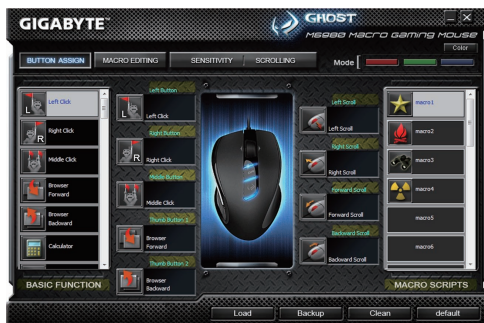 GIGABYTE™
GHOST
M6980 Macro Gaming Mouse
Color
BUTTON ASSIGN
MACRO EDITING
SENSITIVITY
SCROLLING
Mode
Left Click
Right Click
Middle Click
Browser
Forward
Browser
Backward
Calculator
BASIC FUNCTION
Left Button
Left Click
Right Button
Right Click
Middle Button
Middle Click
Thumb Button 1
Browser
Forward
Thumb Button 2
Browser
Backward
Left Scroll
Left Scroll
Right Scroll
Right Scroll
Forward Scroll
Forward Scroll
Backward Scroll
Backward Scroll
macro1
macro2
macro3
macro4
macro5
macro6
MACRO SCRIPTS
Load
Backup
Clean
default